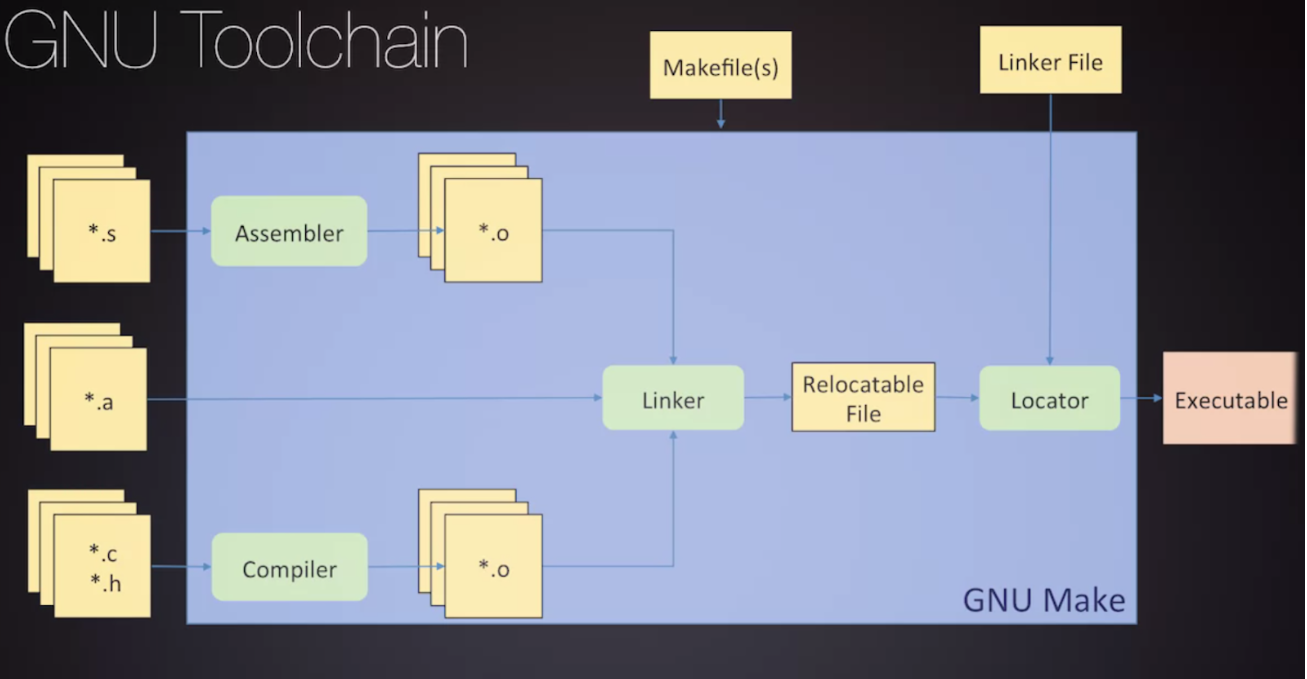 GNU Toolchain
Makefile(s)
Linker File
*.s
Assembler
*.o
*.a
Linker
Relocatable
File
Locator
Executable
*.c
*.h
Compiler
*.o
GNU Make